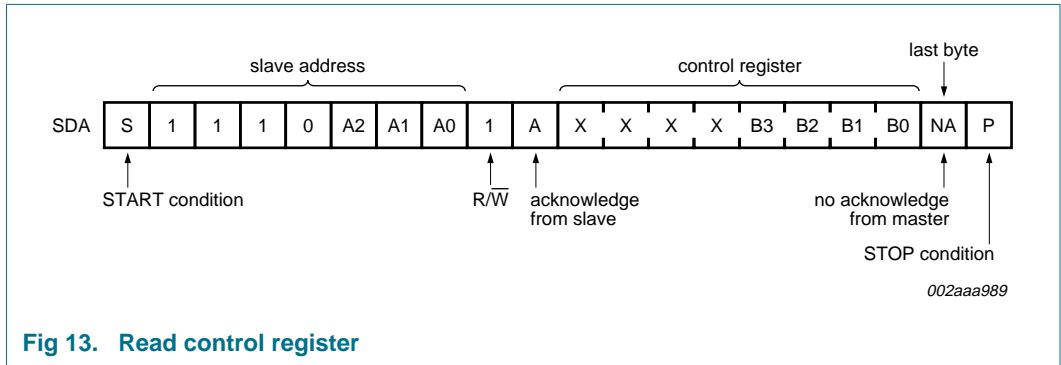 last byte
slave address control register
SDA S 1 1 1 0 A2 A1 A0 1 A X X X X B3 B2 B1 B0 NA P
START condition R/W̅ acknowledge from slave no acknowledge from master
STOP condition
002aaa989
Fig 13. Read control register